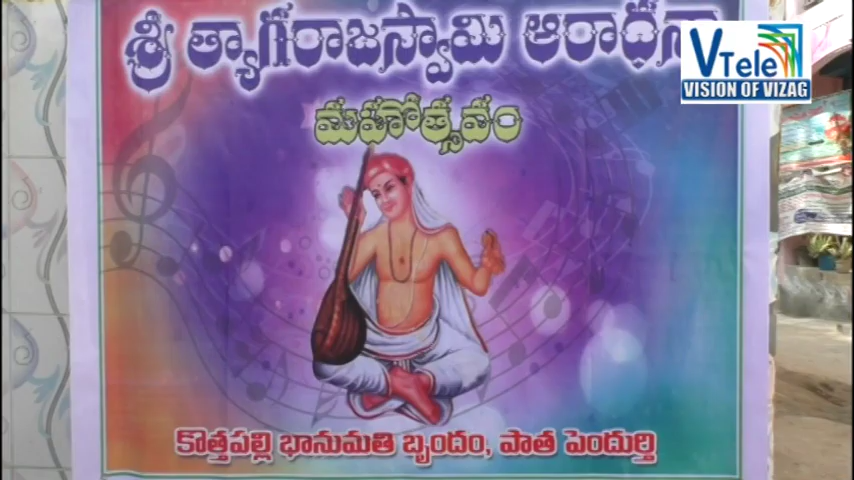 శ్రీ త్యాగరాజస్వామి ఆరాధనా
మహోత్సవం
కొత్తపల్లి భానుమతి బృందం, పాత పెందుర్తి
VTele
VISION OF VIZAG